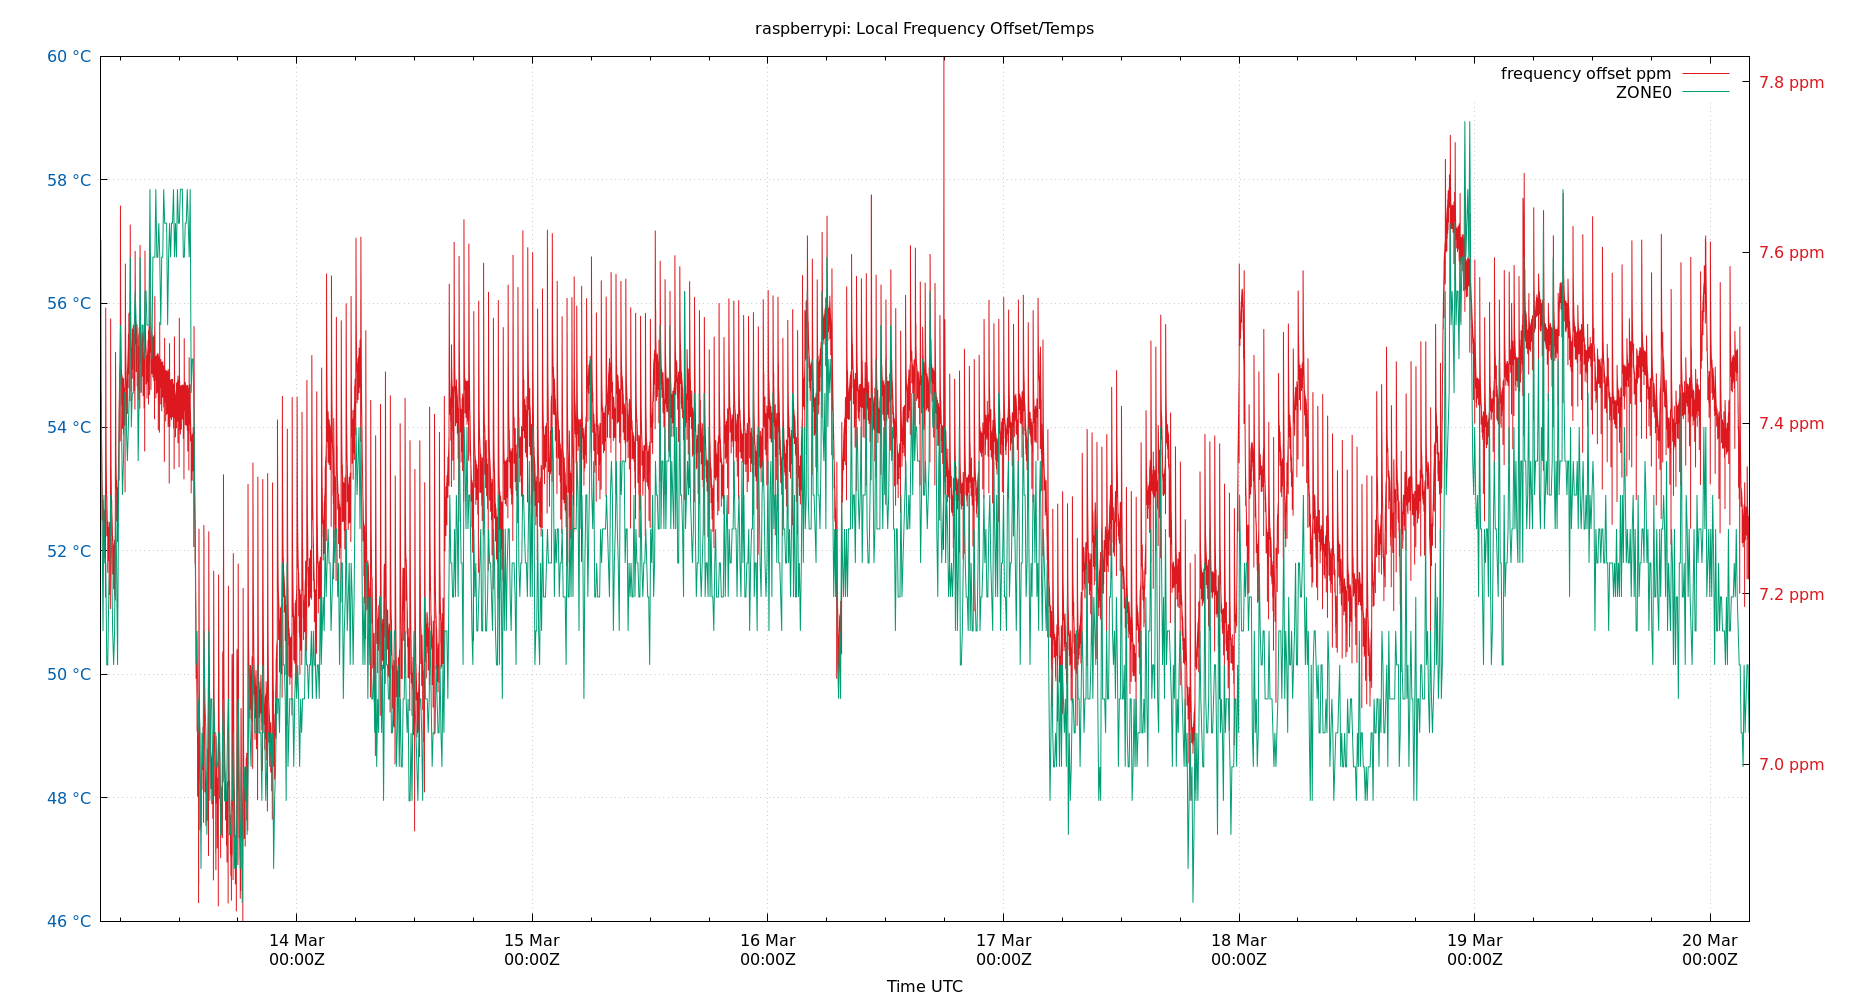 raspberrypi: Local Frequency Offset/Temps
60 °C
58 °C
56 °C
54 °C
52 °C
50 °C
48 °C
46 °C
frequency offset ppm
ZONE0
7.8 ppm
7.6 ppm
7.4 ppm
7.2 ppm
7.0 ppm
14 Mar
00:00Z
15 Mar
00:00Z
16 Mar
00:00Z
17 Mar
00:00Z
18 Mar
00:00Z
19 Mar
00:00Z
20 Mar
00:00Z
Time UTC